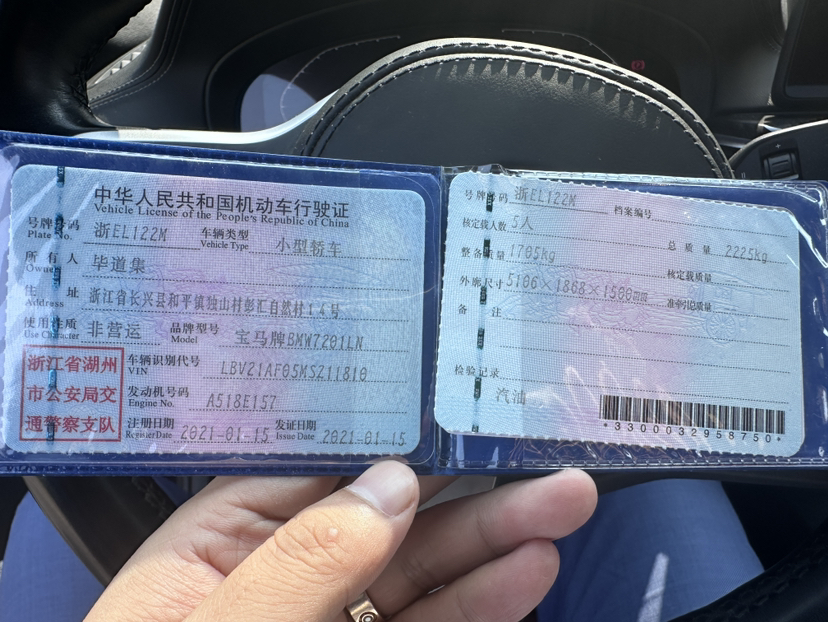 中华人民共和国机动车行驶证
Vehicle License of the People's Republic of China
号牌号码 浙EL122M 车辆类型 小型轿车
Plate No. Vehicle Type
所有人 毕道集
Owner
住址 浙江省长兴县和平镇独山村彭汇自然村14号
Address
使用性质 非营运 品牌型号 宝马牌BMW7201LN
Use Character Model
浙江省湖州
市公安局交
通警察支队
车辆识别代号 LBV21AF05MS211810
VIN
发动机号码 A518E157
Engine No.
注册日期 2021-01-15 发证日期 2021-01-15
Register Date Issue Date
号牌号码 浙EL122M 档案编号
核定载人数 5人 总质量 2225kg
整备质量 1705kg 核定载质量 --
外廓尺寸 5106×1868×1500mm 准牵引总质量 --
备注
检验记录
汽油
*3300032958750*